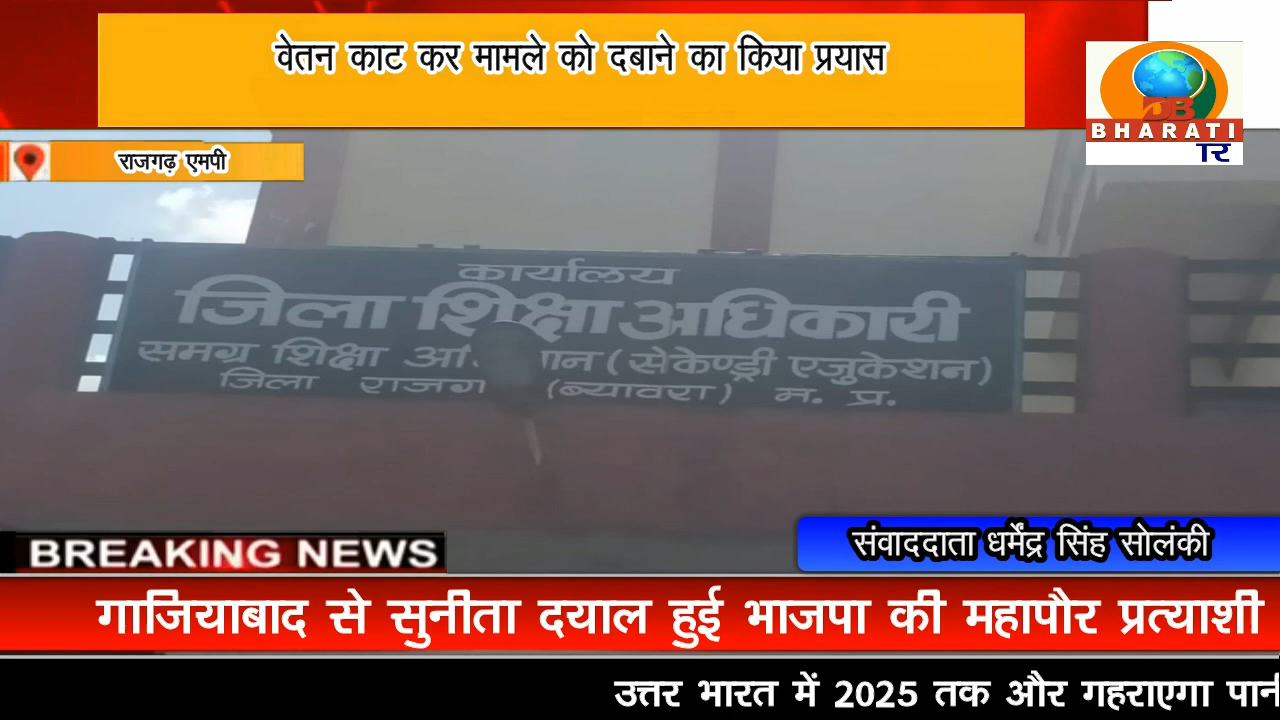 वेतन काट कर मामले को दबाने का किया प्रयास
DB
BHARATI
राजगढ़ एमपी
कार्यालय
जिला शिक्षा अधिकारी
समग्र शिक्षा (सेकेण्ड्री एजुकेशन)
जिला (ब्यावरा) म. प्र.
संवाददाता धर्मेंद्र सिंह सोलंकी
BREAKING NEWS
गाजियाबाद से सुनीता दयाल हुई भाजपा की महापौर प्रत्याशी
उत्तर भारत में 2025 तक और गहराएगा